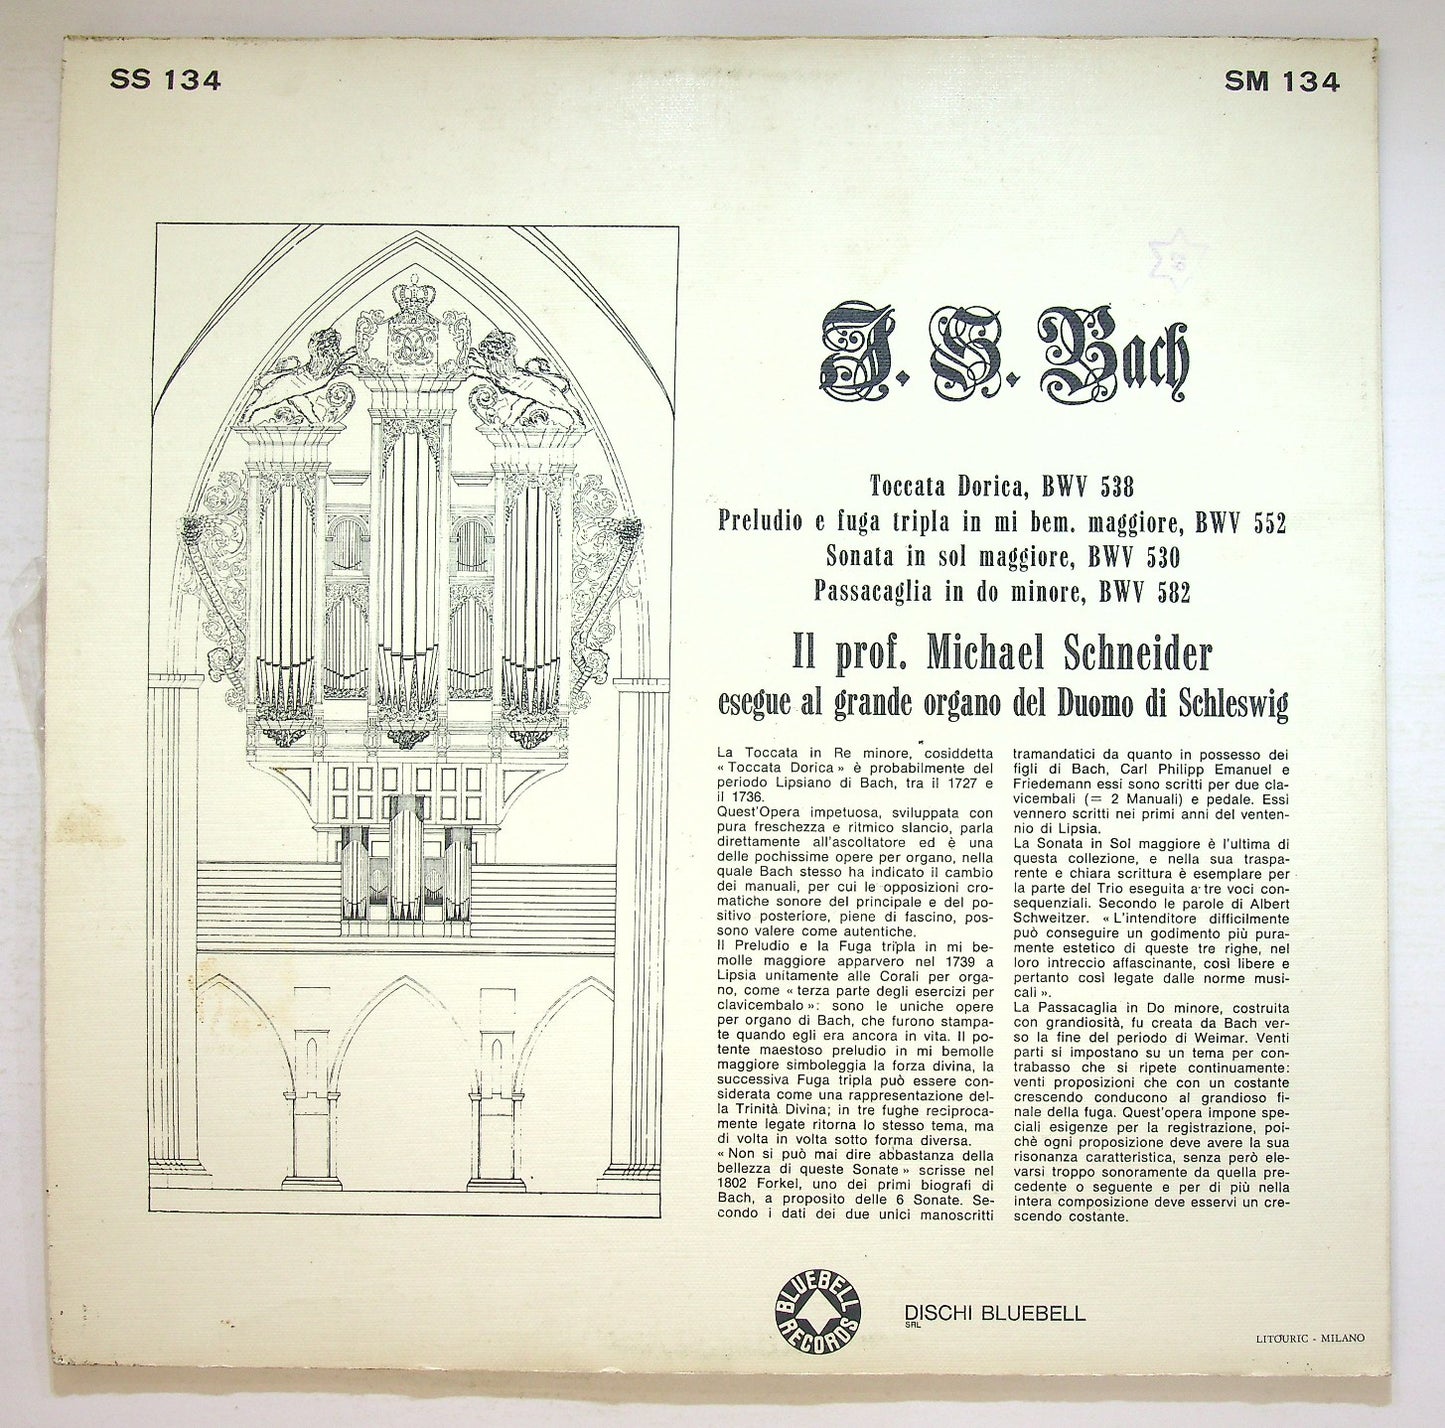 SS 134
SM 134
J. S. Bach
Toccata Dorica, BWV 538
Preludio e fuga tripla in mi bem. maggiore, BWV 552
Sonata in sol maggiore, BWV 530
Passacaglia in do minore, BWV 582
Il prof. Michael Schneider
esegue al grande organo del Duomo di Schleswig
La Toccata in Re minore, cosiddetta
« Toccata Dorica » è probabilmente del
periodo Lipsiano di Bach, tra il 1727 e
il 1736.
Quest'Opera impetuosa, sviluppata con
pura freschezza e ritmico slancio, parla
direttamente all'ascoltatore ed è una
delle pochissime opere per organo, nella
quale Bach stesso ha indicato il cambio
dei manuali, per cui le opposizioni cro-
matiche sonore del principale e del po-
sitivo posteriore, piene di fascino, pos-
sono valere come autentiche.
Il Preludio e la Fuga tripla in mi be-
molle maggiore apparvero nel 1739 a
Lipsia unitamente alle Corali per orga-
no, come « terza parte degli esercizi per
clavicembalo »: sono le uniche opere
per organo di Bach, che furono stampa-
te quando egli era ancora in vita. Il po-
tente maestoso preludio in mi bemolle
maggiore simboleggia la forza divina, la
successiva Fuga tripla può essere con-
siderata come una rappresentazione del-
la Trinità Divina; in tre fughe reciproca-
mente legate ritorna lo stesso tema, ma
di volta in volta sotto forma diversa.
« Non si può mai dire abbastanza della
bellezza di queste Sonate » scrisse nel
1802 Forkel, uno dei primi biografi di
Bach, a proposito delle 6 Sonate. Se-
condo i dati dei due unici manoscritti
tramandatici da quanto in possesso dei
figli di Bach, Carl Philipp Emanuel e
Friedemann essi sono scritti per due cla-
vicembali (= 2 Manuali) e pedale. Essi
vennero scritti nei primi anni del venten-
nio di Lipsia.
La Sonata in Sol maggiore è l'ultima di
questa collezione, e nella sua traspa-
rente e chiara scrittura è esemplare per
la parte del Trio eseguita a tre voci con-
sequenziali. Secondo le parole di Albert
Schweitzer. « L'intenditore difficilmente
può conseguire un godimento più pura-
mente estetico di queste tre righe, nel
loro intreccio affascinante, così libere e
pertanto così legate dalle norme musi-
cali ».
La Passacaglia in Do minore, costruita
con grandiosità, fu creata da Bach ver-
so la fine del periodo di Weimar. Venti
parti si impostano su un tema per con-
trabasso che si ripete continuamente:
venti proposizioni che con un costante
crescendo conducono al grandioso fi-
nale della fuga. Quest'opera impone spe-
ciali esigenze per la registrazione, poi-
chè ogni proposizione deve avere la sua
risonanza caratteristica, senza però ele-
varsi troppo sonoramente da quella pre-
cedente o seguente e per di più nella
intera composizione deve esservi un cre-
scendo costante.
BLUEBELL RECORDS
DISCHI BLUEBELL
SRL
LITOURIC - MILANO